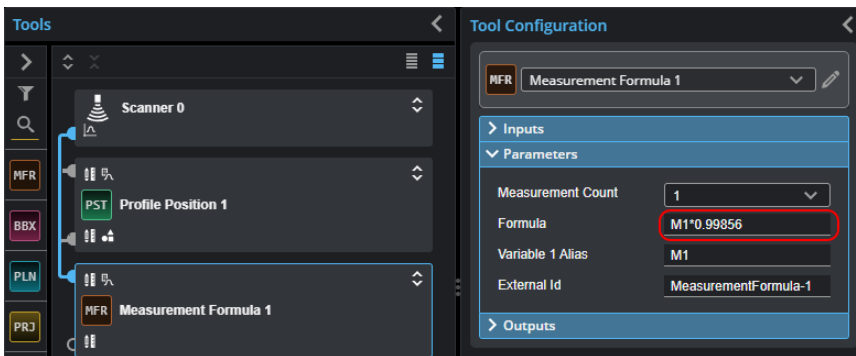 Tools
Scanner 0
MFR
BBX
PLN
PRJ
PST Profile Position 1
MFR Measurement Formula 1
Tool Configuration
MFR Measurement Formula 1
Inputs
Parameters
Measurement Count 1
Formula M1*0.99856
Variable 1 Alias M1
External Id MeasurementFormula-1
Outputs